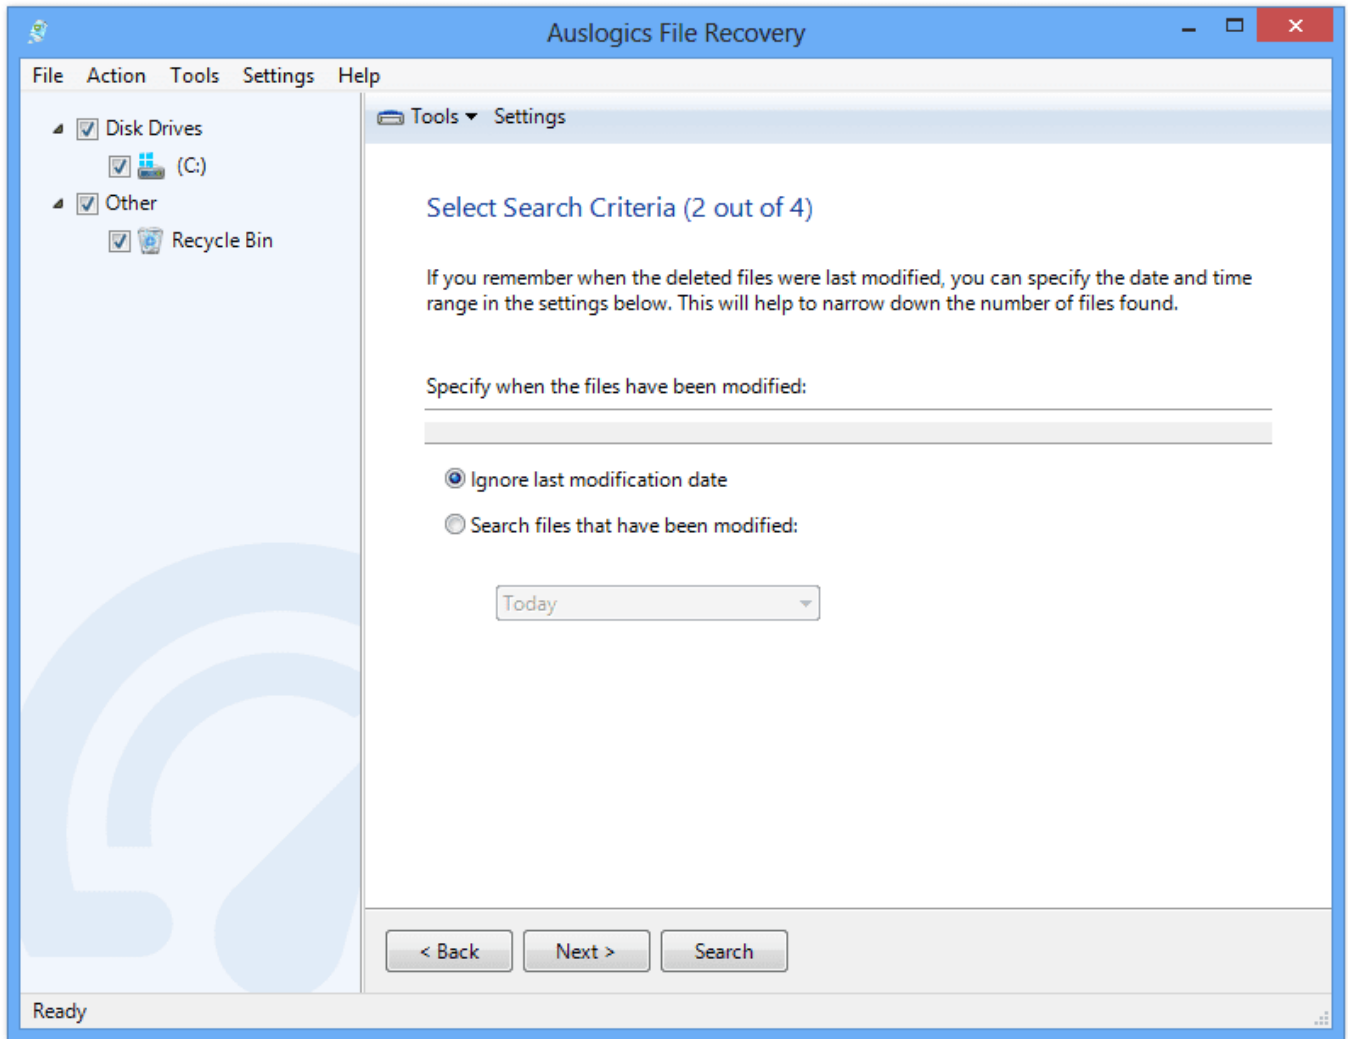 Auslogics File Recovery
File Action Tools Settings Help
Disk Drives
(C:)
Other
Recycle Bin
Tools Settings
Select Search Criteria (2 out of 4)
If you remember when the deleted files were last modified, you can specify the date and time
range in the settings below. This will help to narrow down the number of files found.
Specify when the files have been modified:
Ignore last modification date
Search files that have been modified:
Today
< Back Next > Search
Ready